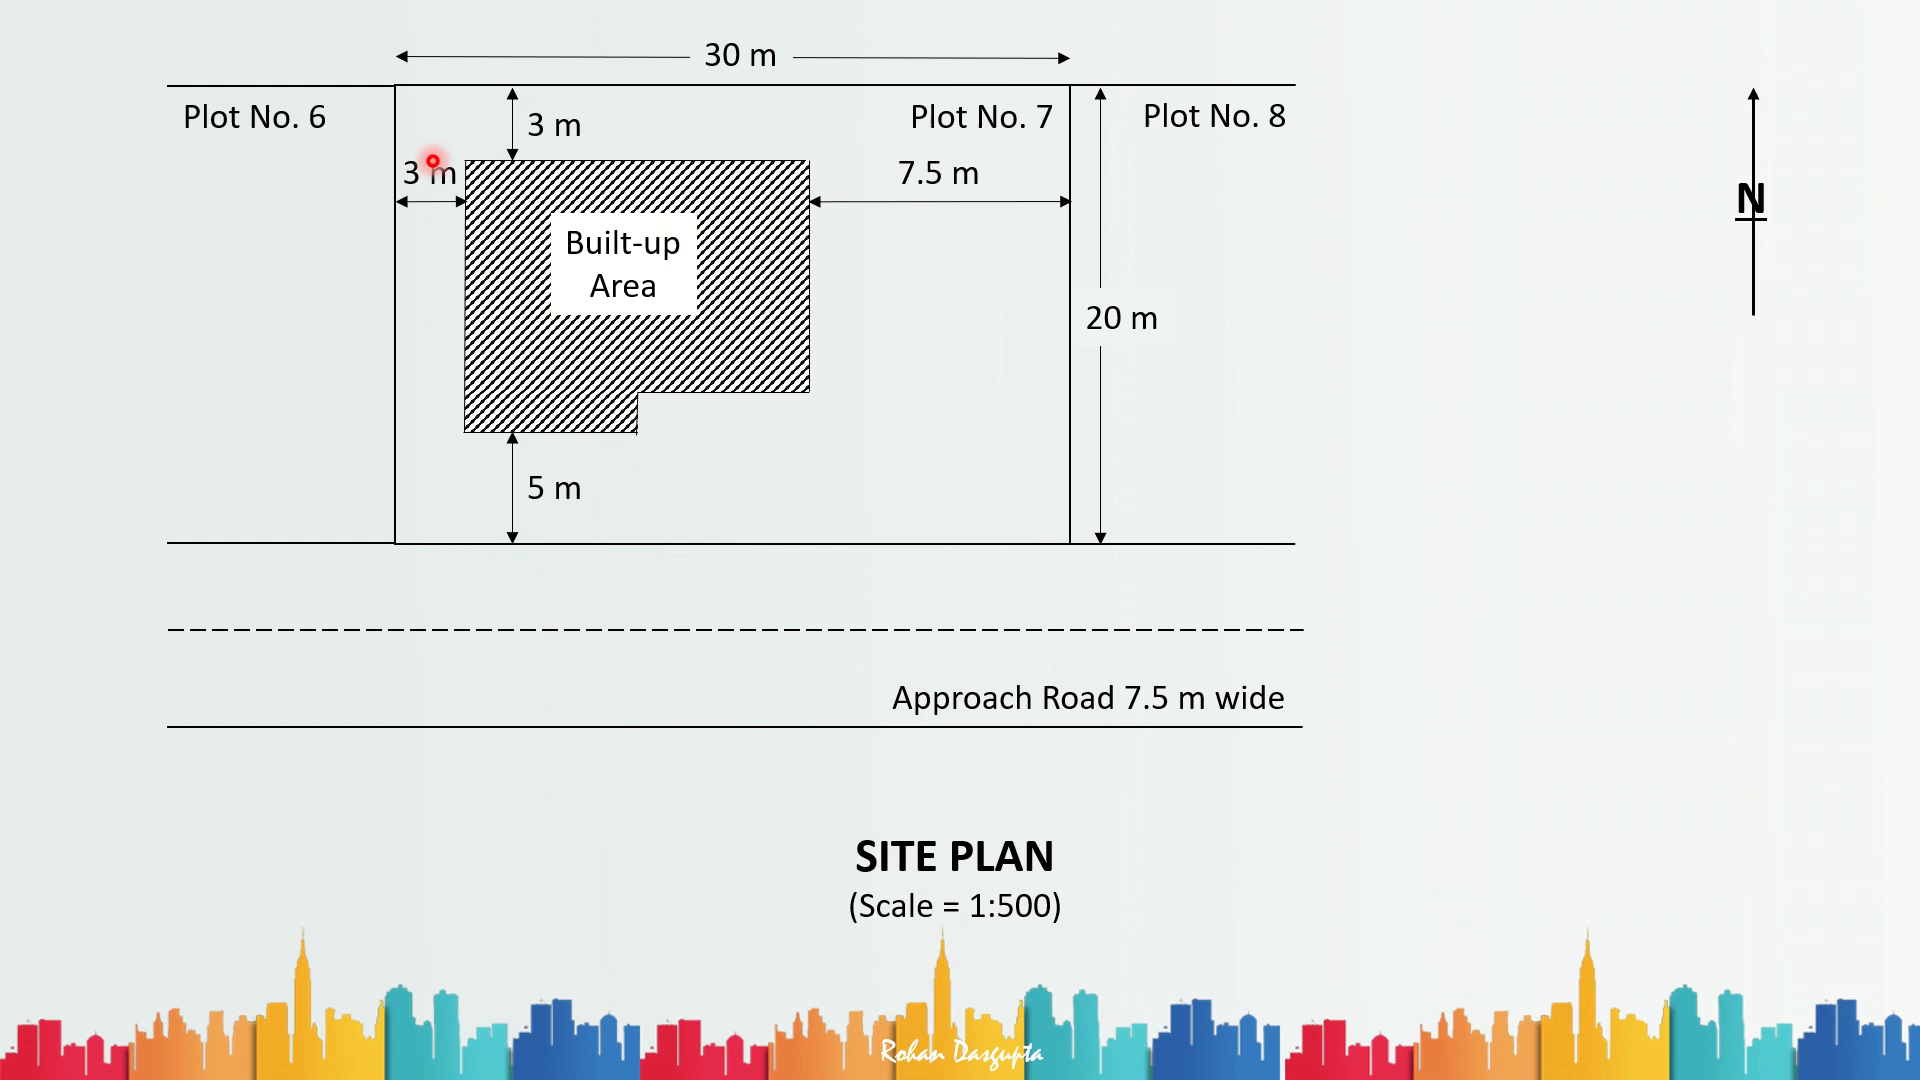 30 m
Plot No. 6
3 m
Plot No. 7
Plot No. 8
3 m
7.5 m
N
Built-up
Area
20 m
5 m
Approach Road 7.5 m wide
SITE PLAN
(Scale = 1:500)
Rohan Dasgupta